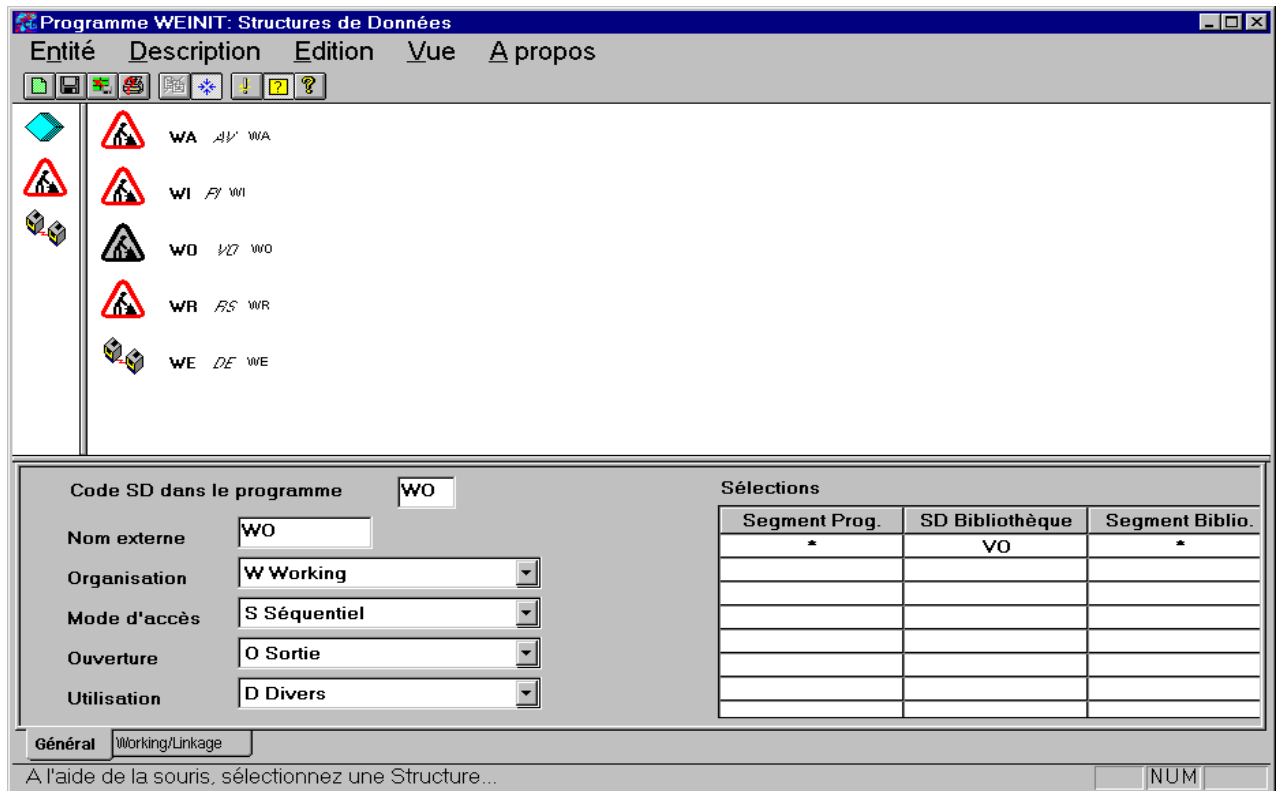 Programme WEINIT: Structures de Données
Entité Description Edition Vue A propos
WA AV WA
WI FI WI
WO VO WO
WR RS WR
WE DE WE
Code SD dans le programme WO
Nom externe WO
Organisation W Working
Mode d'accès S Séquentiel
Ouverture O Sortie
Utilisation D Divers
Sélections
Segment Prog. SD Bibliothèque Segment Biblio.
* VO *
Général Working/Linkage
A l'aide de la souris, sélectionnez une Structure...
NUM